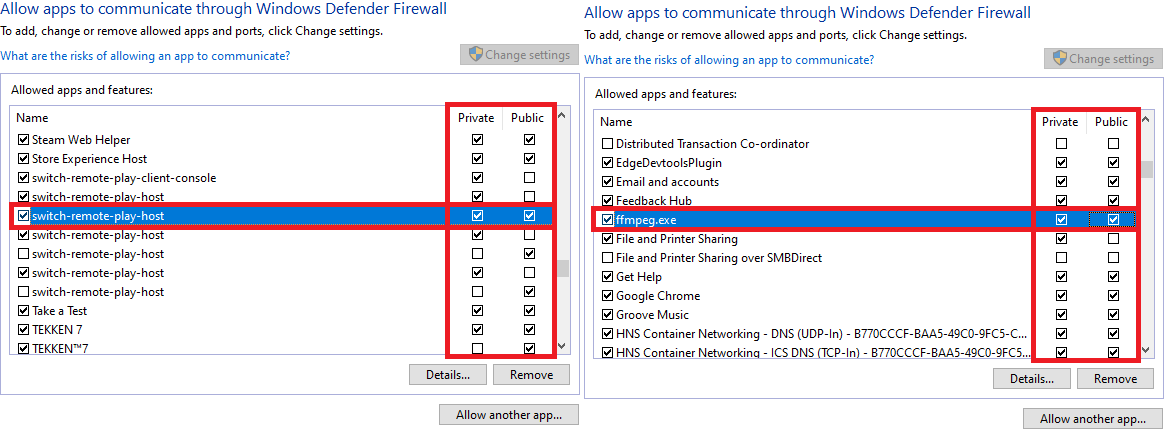 Allow apps to communicate through Windows Defender Firewall
To add, change or remove allowed apps and ports, click Change settings.
What are the risks of allowing an app to communicate?
Change settings
Allowed apps and features:
Name Private Public
Steam Web Helper
Store Experience Host
switch-remote-play-client-console
switch-remote-play-host
switch-remote-play-host
switch-remote-play-host
switch-remote-play-host
switch-remote-play-host
switch-remote-play-host
Take a Test
TEKKEN 7
TEKKEN™7
Details... Remove
Allow another app...
Allow apps to communicate through Windows Defender Firewall
To add, change or remove allowed apps and ports, click Change settings.
What are the risks of allowing an app to communicate?
Change settings
Allowed apps and features:
Name Private Public
Distributed Transaction Co-ordinator
EdgeDevtoolsPlugin
Email and accounts
Feedback Hub
ffmpeg.exe
File and Printer Sharing
File and Printer Sharing over SMBDirect
Get Help
Google Chrome
Groove Music
HNS Container Networking - DNS (UDP-In) - B770CCCF-BAA5-49C0-9FC5-C...
HNS Container Networking - ICS DNS (TCP-In) - B770CCCF-BAA5-49C0-9FC5...
Details... Remove
Allow another app...